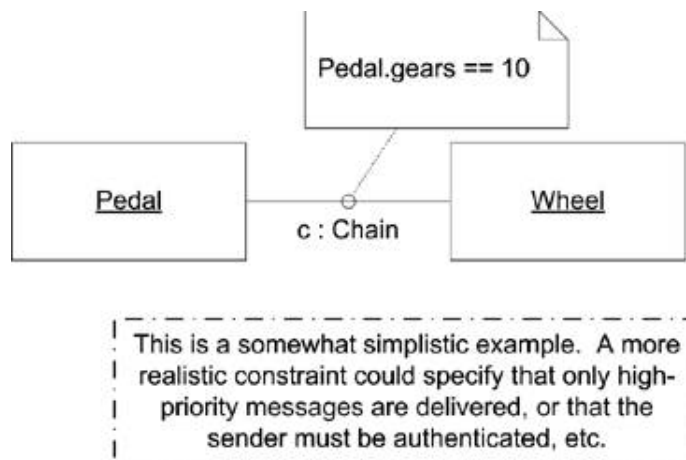 Pedal.gears == 10
Pedal
Wheel
c : Chain
This is a somewhat simplistic example.  A more
realistic constraint could specify that only high-
priority messages are delivered, or that the
sender must be authenticated, etc.